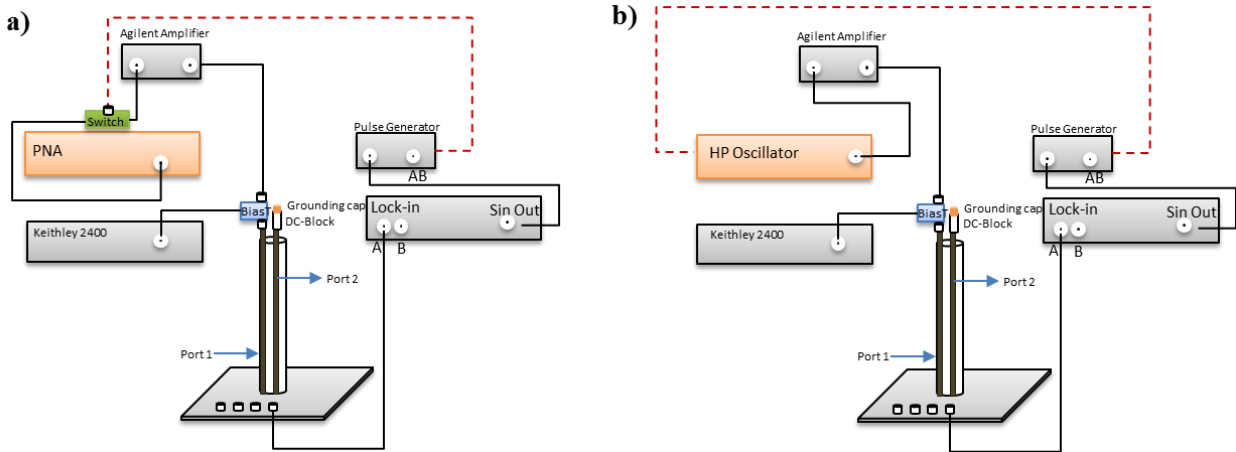 a)
Agilent Amplifier
Switch
PNA
Pulse Generator
AB
Keithley 2400
BiasT
Grounding cap
DC-Block
Lock-in
Sin Out
A
B
Port 2
Port 1
b)
Agilent Amplifier
HP Oscillator
Pulse Generator
AB
Keithley 2400
BiasT
Grounding cap
DC-Block
Lock-in
Sin Out
A
B
Port 2
Port 1